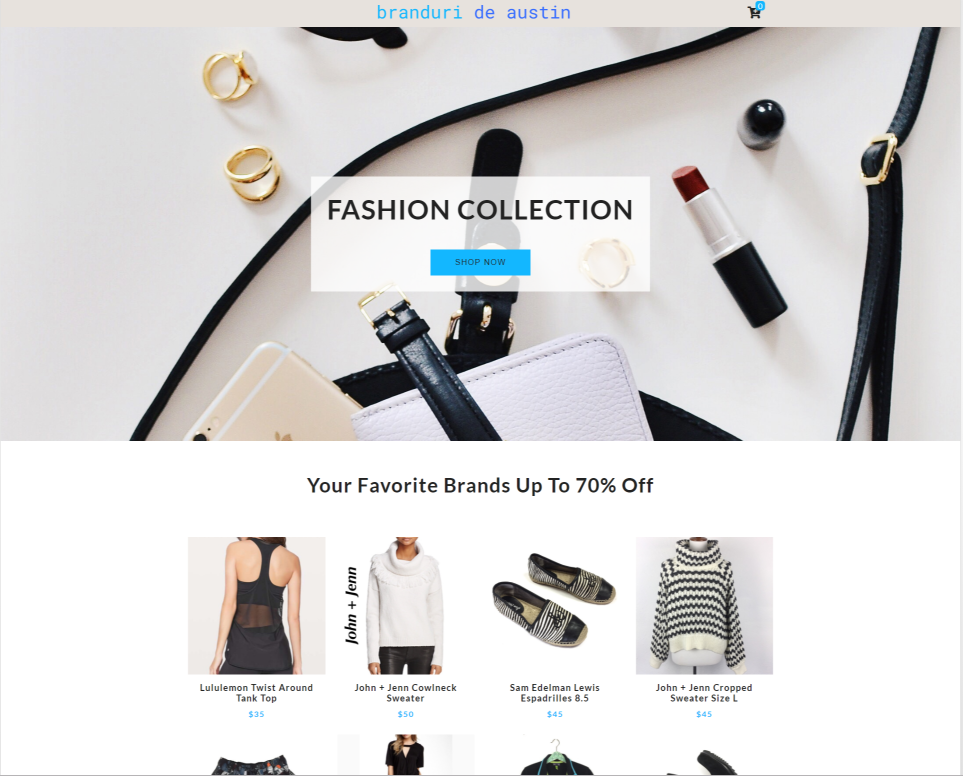 branduri de austin
0
FASHION COLLECTION
SHOP NOW
Your Favorite Brands Up To 70% Off
John + Jenn
Lululemon Twist Around
Tank Top
$35
John + Jenn Cowlneck
Sweater
$50
Sam Edelman Lewis
Espadrilles 8.5
$45
John + Jenn Cropped
Sweater Size L
$45